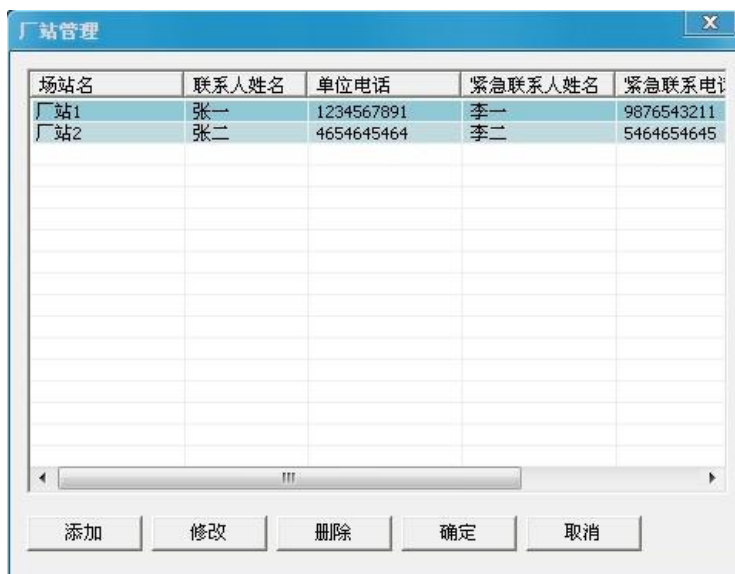 厂站管理
场站名 联系人姓名 单位电话 紧急联系人姓名 紧急联系电
厂站1 张一 1234567891 李一 9876543211
厂站2 张二 4654645464 李二 5464654645
添加 修改 删除 确定 取消